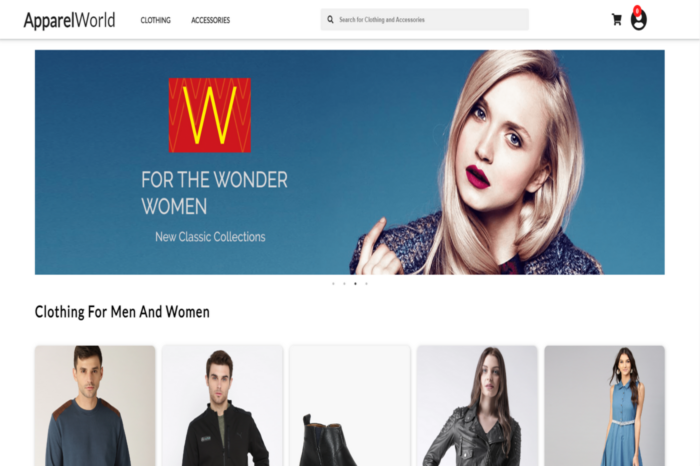 ApparelWorld CLOTHING ACCESSORIES Search for Clothing and Accessories
W
FOR THE WONDER
WOMEN
New Classic Collections
Clothing For Men And Women